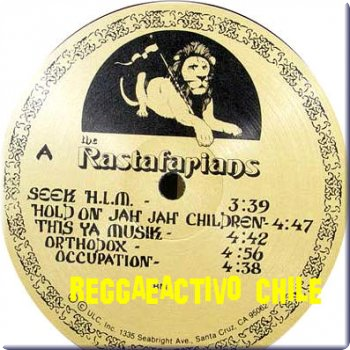 the
Rastafarians
A
SEEK H.I.M. - 3:39
HOLD ON JAH JAH CHILDREN - 4:47
THIS YA MUSIK - 4:42
ORTHODOX - 4:56
OCCUPATION - 4:38
REGGAEACTIVO CHILE
© ULC, Inc. 1335 Seabright Ave., Santa Cruz, CA 95062